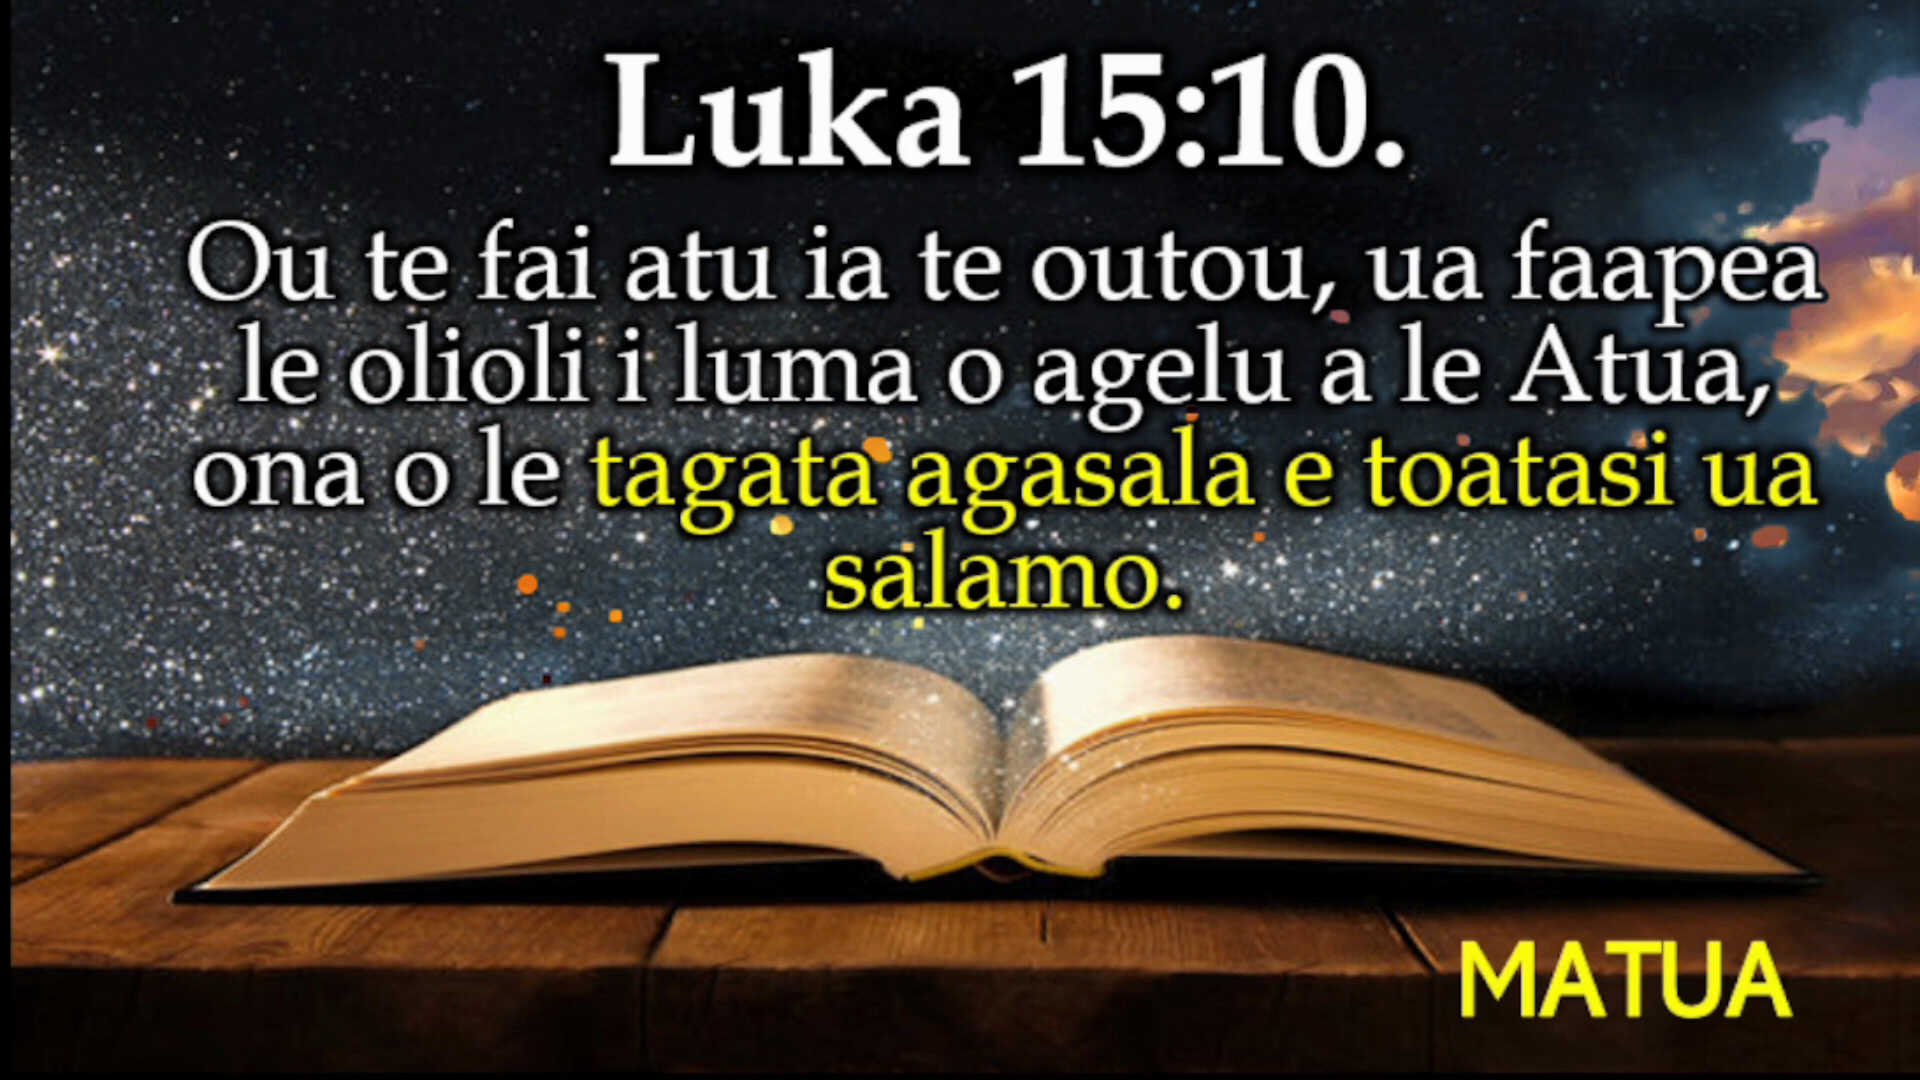 Luka 15:10.
Ou te fai atu ia te outou, ua faapea
le olioli i luma o agelu a le Atua,
ona o le tagata agasala e toatasi ua
salamo.
MATUA